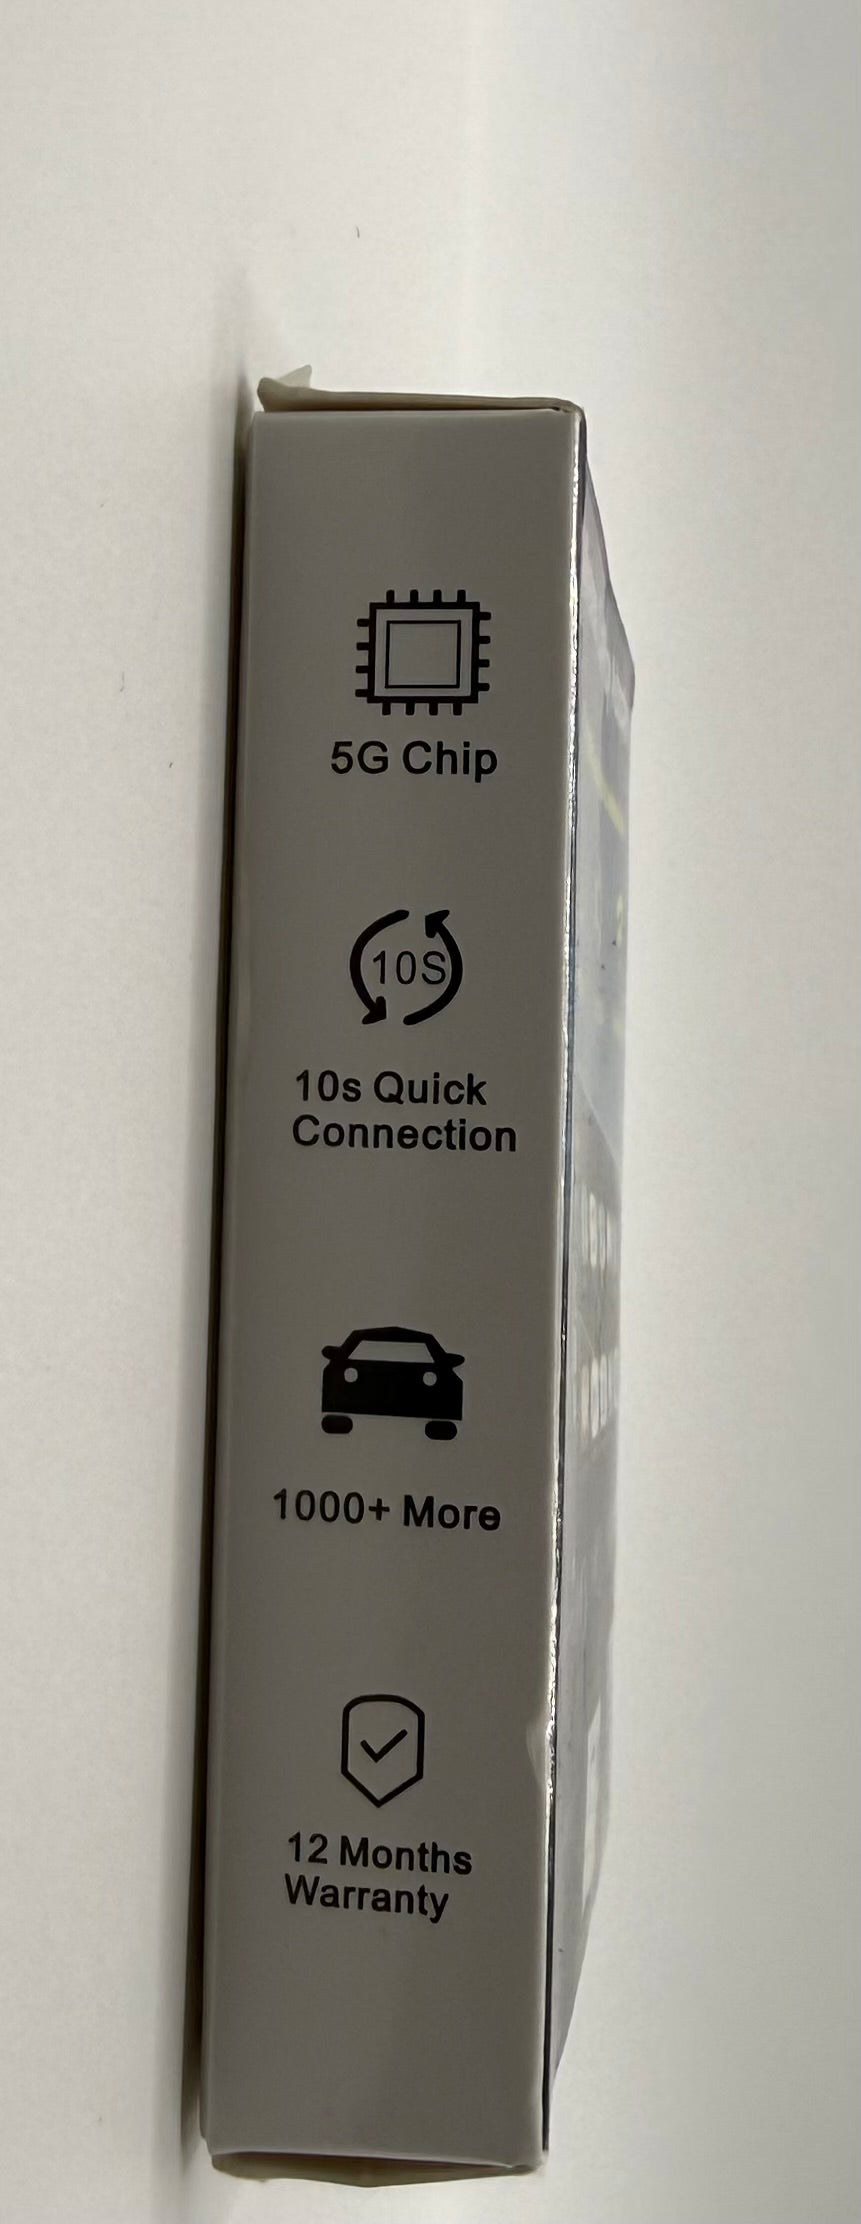 5G Chip
10S
10s Quick
Connection
1000+ More
12 Months
Warranty